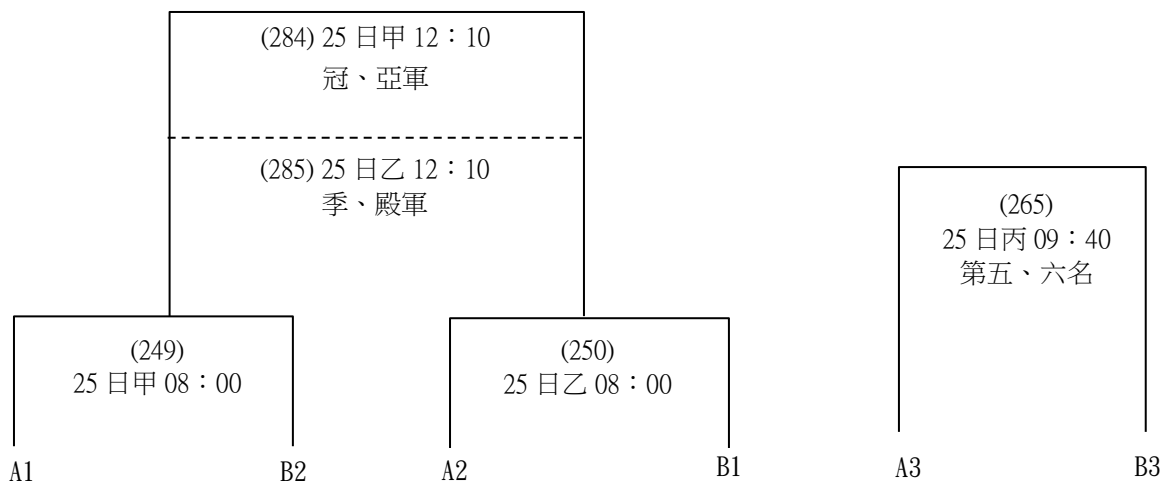 (284) 25 日甲 12：10
冠、亞軍
(285) 25 日乙 12：10
季、殿軍
(265)
25 日丙 09：40
第五、六名
(249)
25 日甲 08：00
(250)
25 日乙 08：00
A1
B2
A2
B1
A3
B3